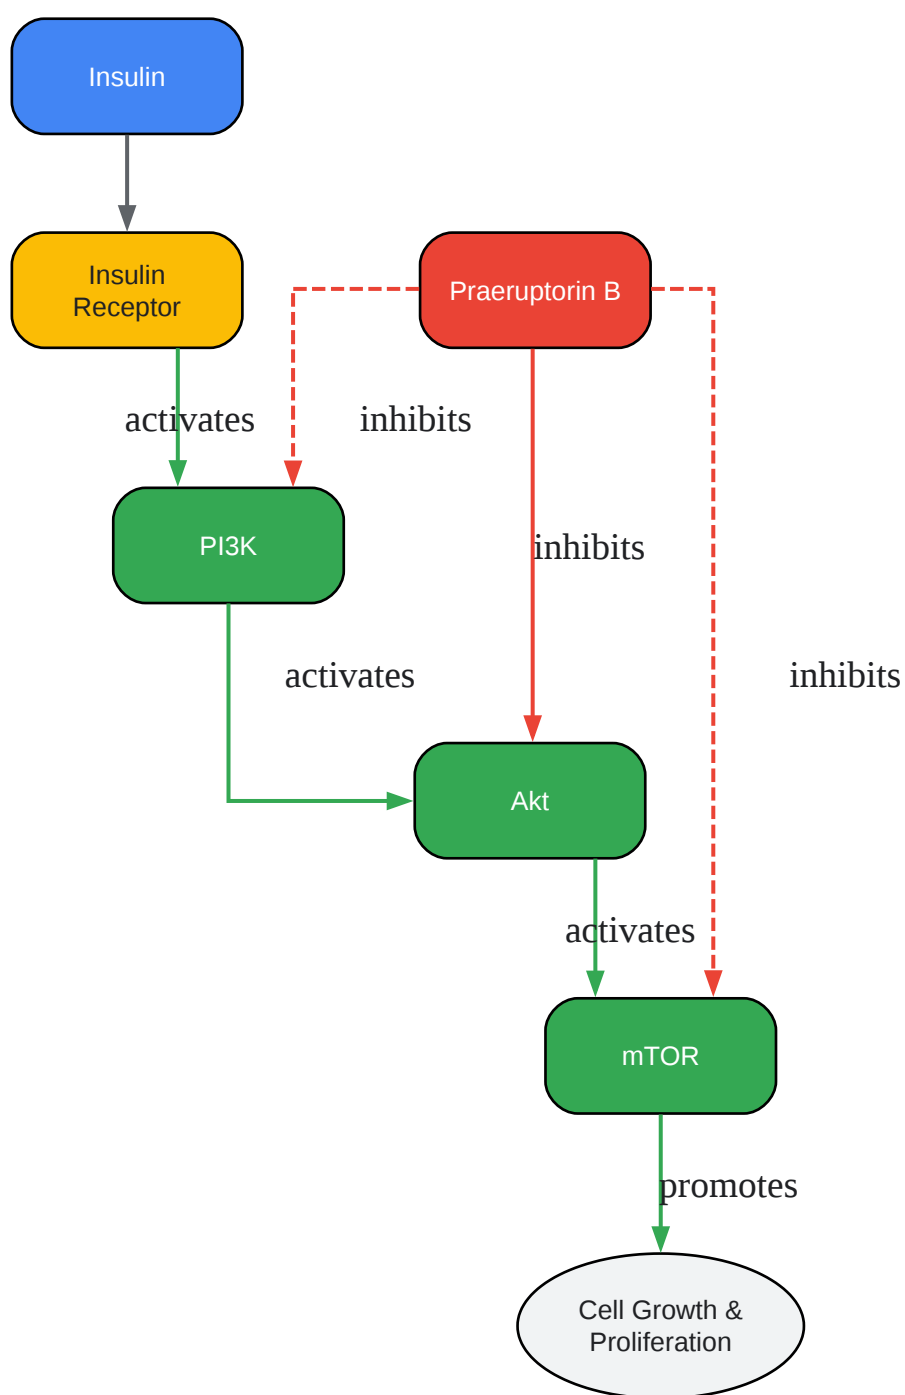 Insulin
Insulin
Receptor
Praeruptorin B
activates
inhibits
PI3K
inhibits
activates
inhibits
Akt
activates
mTOR
promotes
Cell Growth &
Proliferation